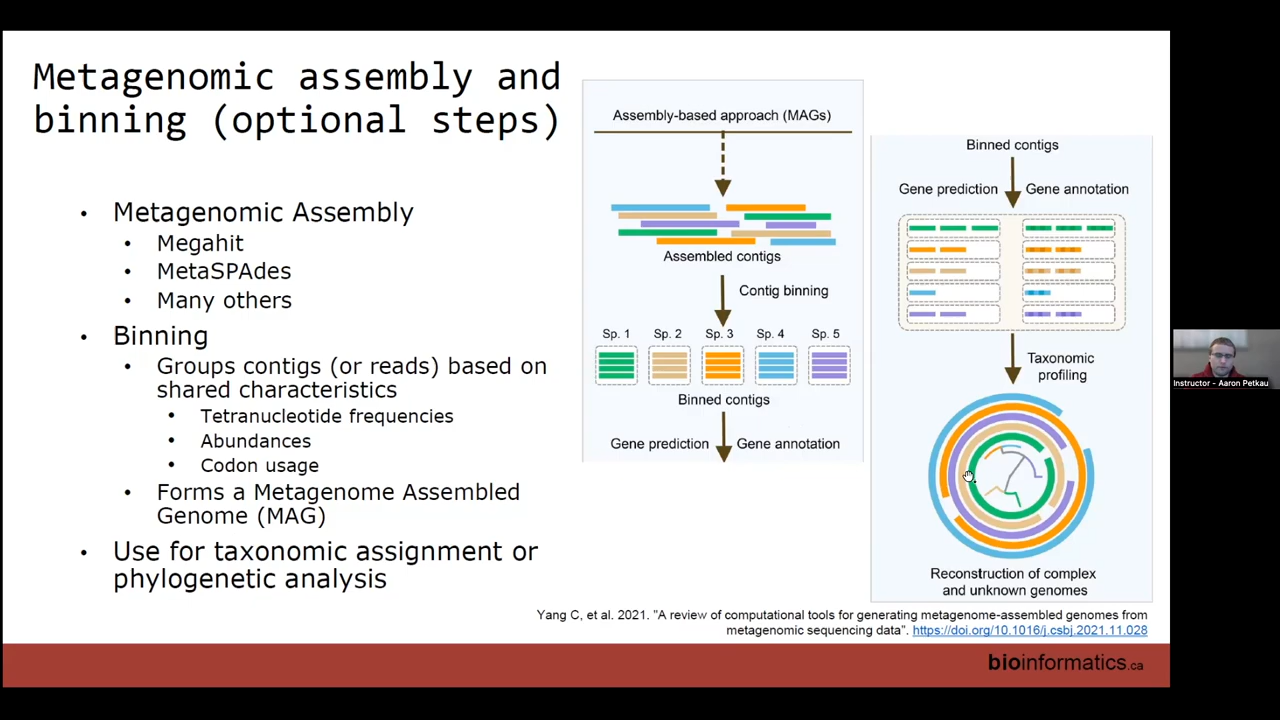 Metagenomic assembly and
binning (optional steps)
• Metagenomic Assembly
• Megahit
• MetaSPAdes
• Many others
• Binning
• Groups contigs (or reads) based on
shared characteristics
• Tetranucleotide frequencies
• Abundances
• Codon usage
• Forms a Metagenome Assembled
Genome (MAG)
• Use for taxonomic assignment or
phylogenetic analysis
Assembly-based approach (MAGs)
Assembled contigs
Contig binning
Sp. 1 Sp. 2 Sp. 3 Sp. 4 Sp. 5
Binned contigs
Gene prediction Gene annotation
Binned contigs
Gene prediction Gene annotation
Taxonomic
profiling
Reconstruction of complex
and unknown genomes
Yang C, et al. 2021. "A review of computational tools for generating metagenome-assembled genomes from
metagenomic sequencing data". https://doi.org/10.1016/j.csbj.2021.11.028
bioinformatics.ca
Instructor - Aaron Petkau